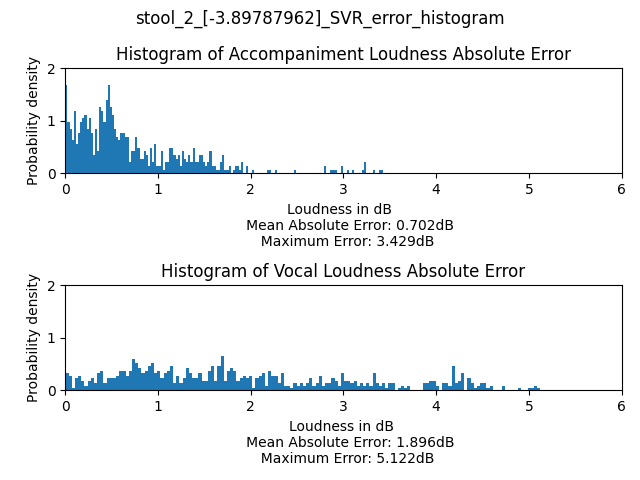 stool_2_[-3.89787962]_SVR_error_histogram
Histogram of Accompaniment Loudness Absolute Error
Probability density
2
1
0
0 1 2 3 4 5 6
Loudness in dB
Mean Absolute Error: 0.702dB
Maximum Error: 3.429dB
Histogram of Vocal Loudness Absolute Error
Probability density
2
1
0
0 1 2 3 4 5 6
Loudness in dB
Mean Absolute Error: 1.896dB
Maximum Error: 5.122dB